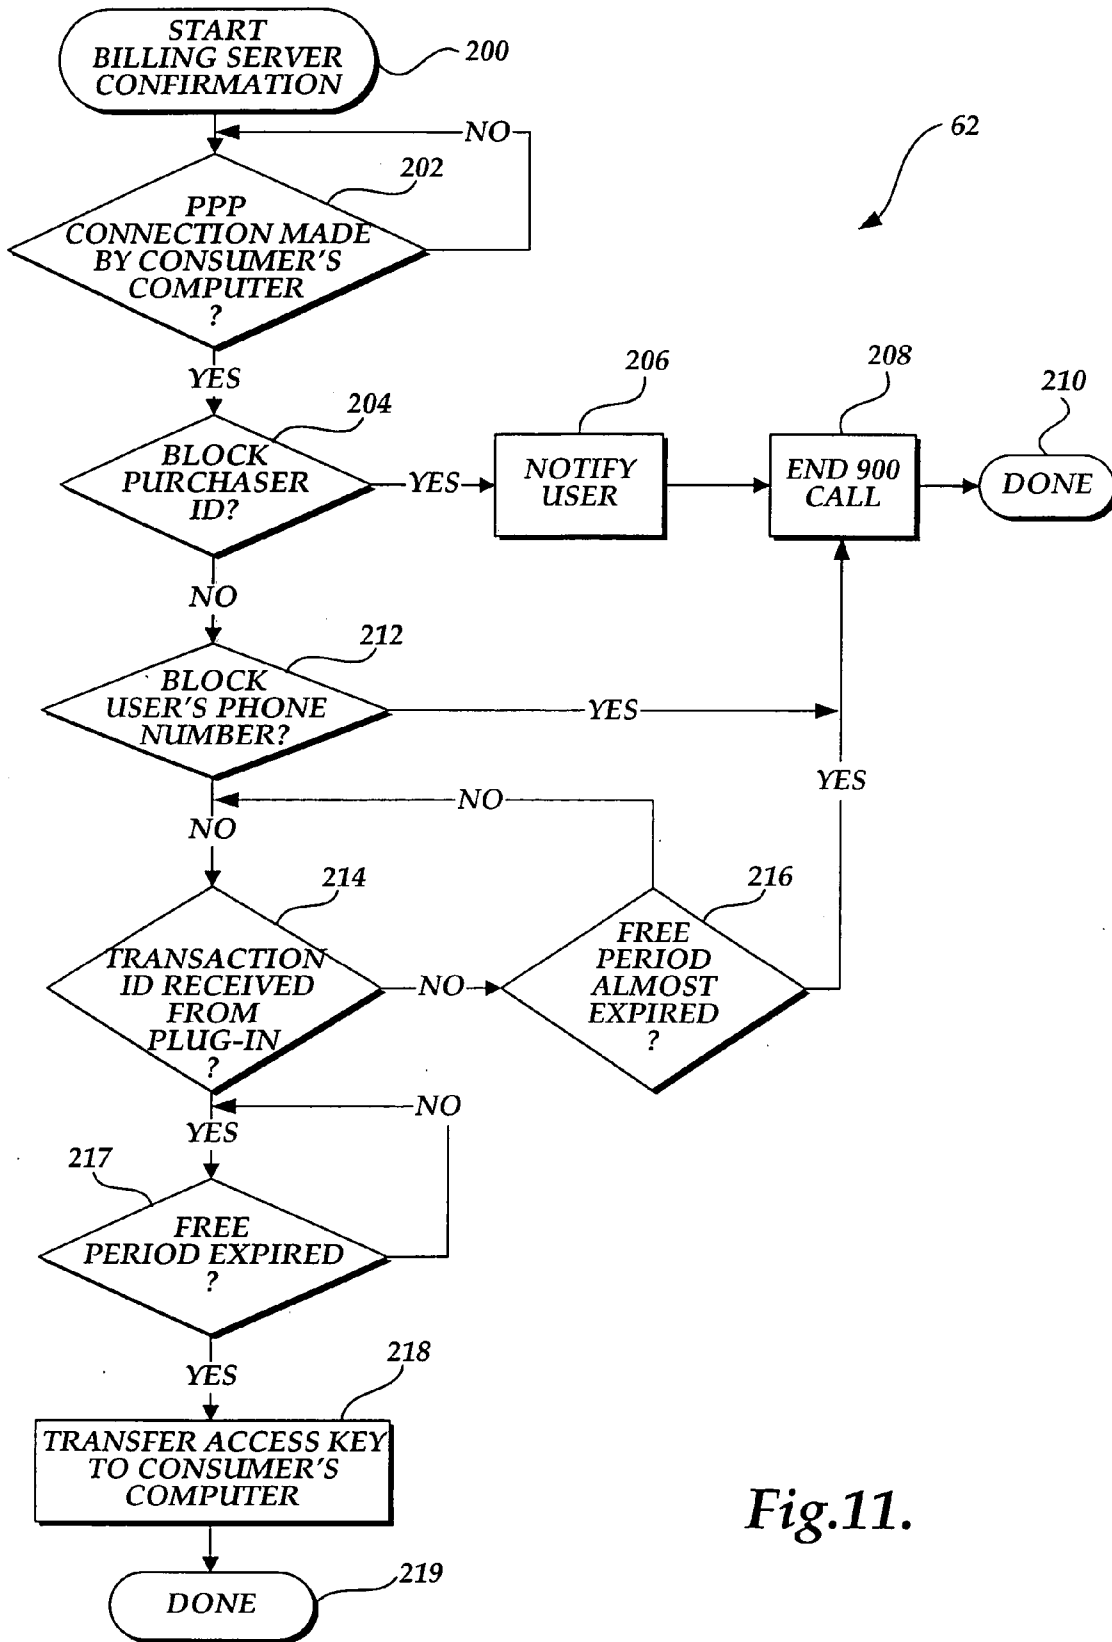 START
BILLING SERVER
CONFIRMATION
200
NO
62
202
PPP
CONNECTION MADE
BY CONSUMER'S
COMPUTER
?
YES
204
BLOCK
PURCHASER
ID?
YES
206
NOTIFY
USER
208
END 900
CALL
210
DONE
NO
212
BLOCK
USER'S PHONE
NUMBER?
YES
YES
NO
NO
214
TRANSACTION
ID RECEIVED
FROM
PLUG-IN
?
NO
216
FREE
PERIOD
ALMOST
EXPIRED
?
NO
YES
217
FREE
PERIOD EXPIRED
?
YES
218
TRANSFER ACCESS KEY
TO CONSUMER'S
COMPUTER
Fig.11.
DONE
219